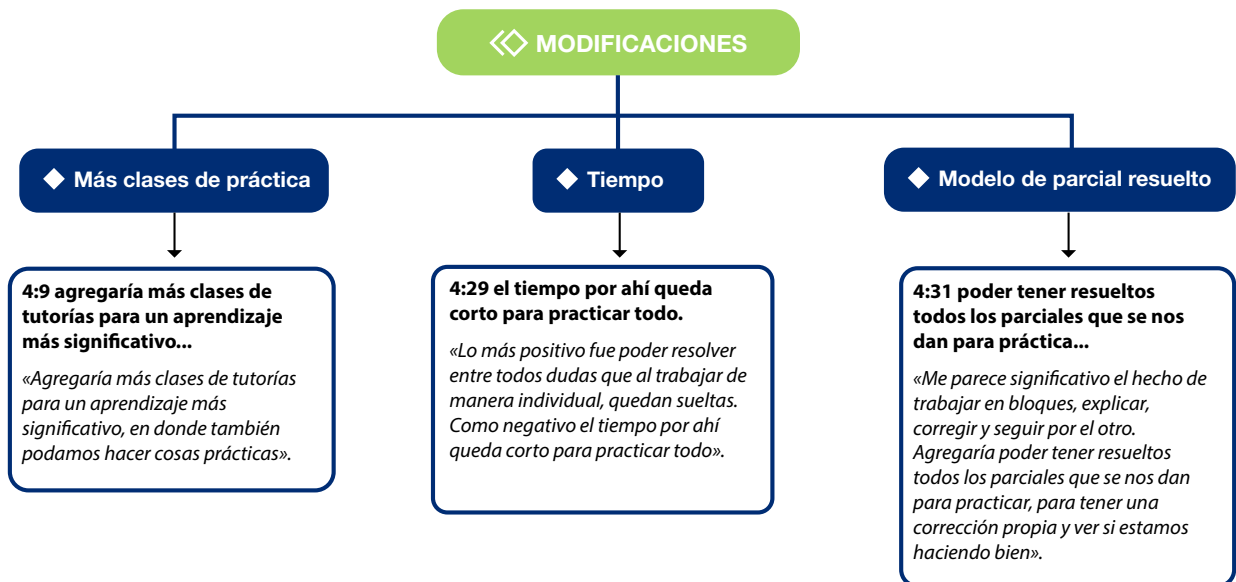 MODIFICACIONES
Más clases de práctica
4:9 agregaría más clases de
tutorías para un aprendizaje
más significativo...
«Agregaría más clases de tutorías
para un aprendizaje más
significativo, en donde también
podamos hacer cosas prácticas».
Tiempo
4:29 el tiempo por ahí queda
corto para practicar todo.
«Lo más positivo fue poder resolver
entre todos dudas que al trabajar de
manera individual, quedan sueltas.
Como negativo el tiempo por ahí
queda corto para practicar todo».
Modelo de parcial resuelto
4:31 poder tener resueltos
todos los parciales que se nos
dan para práctica...
«Me parece significativo el hecho de
trabajar en bloques, explicar,
corregir y seguir por el otro.
Agregaría poder tener resueltos
todos los parciales que se nos dan
para practicar, para tener una
corrección propia y ver si estamos
haciendo bien».